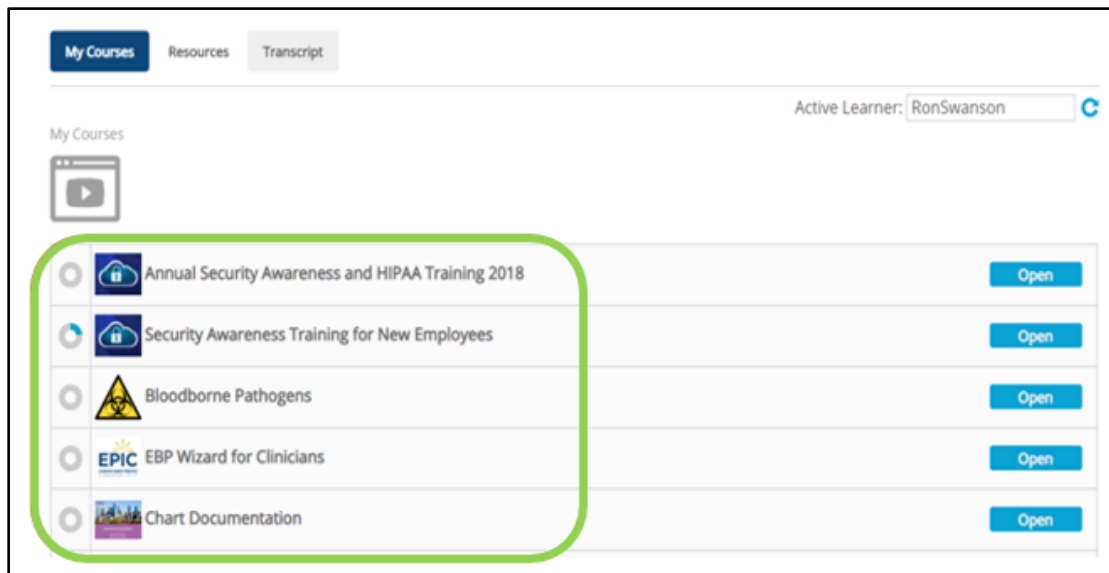 My Courses Resources Transcript
Active Learner: RonSwanson
My Courses
Annual Security Awareness and HIPAA Training 2018 Open
Security Awareness Training for New Employees Open
Bloodborne Pathogens Open
EPIC EBP Wizard for Clinicians Open
Chart Documentation Open